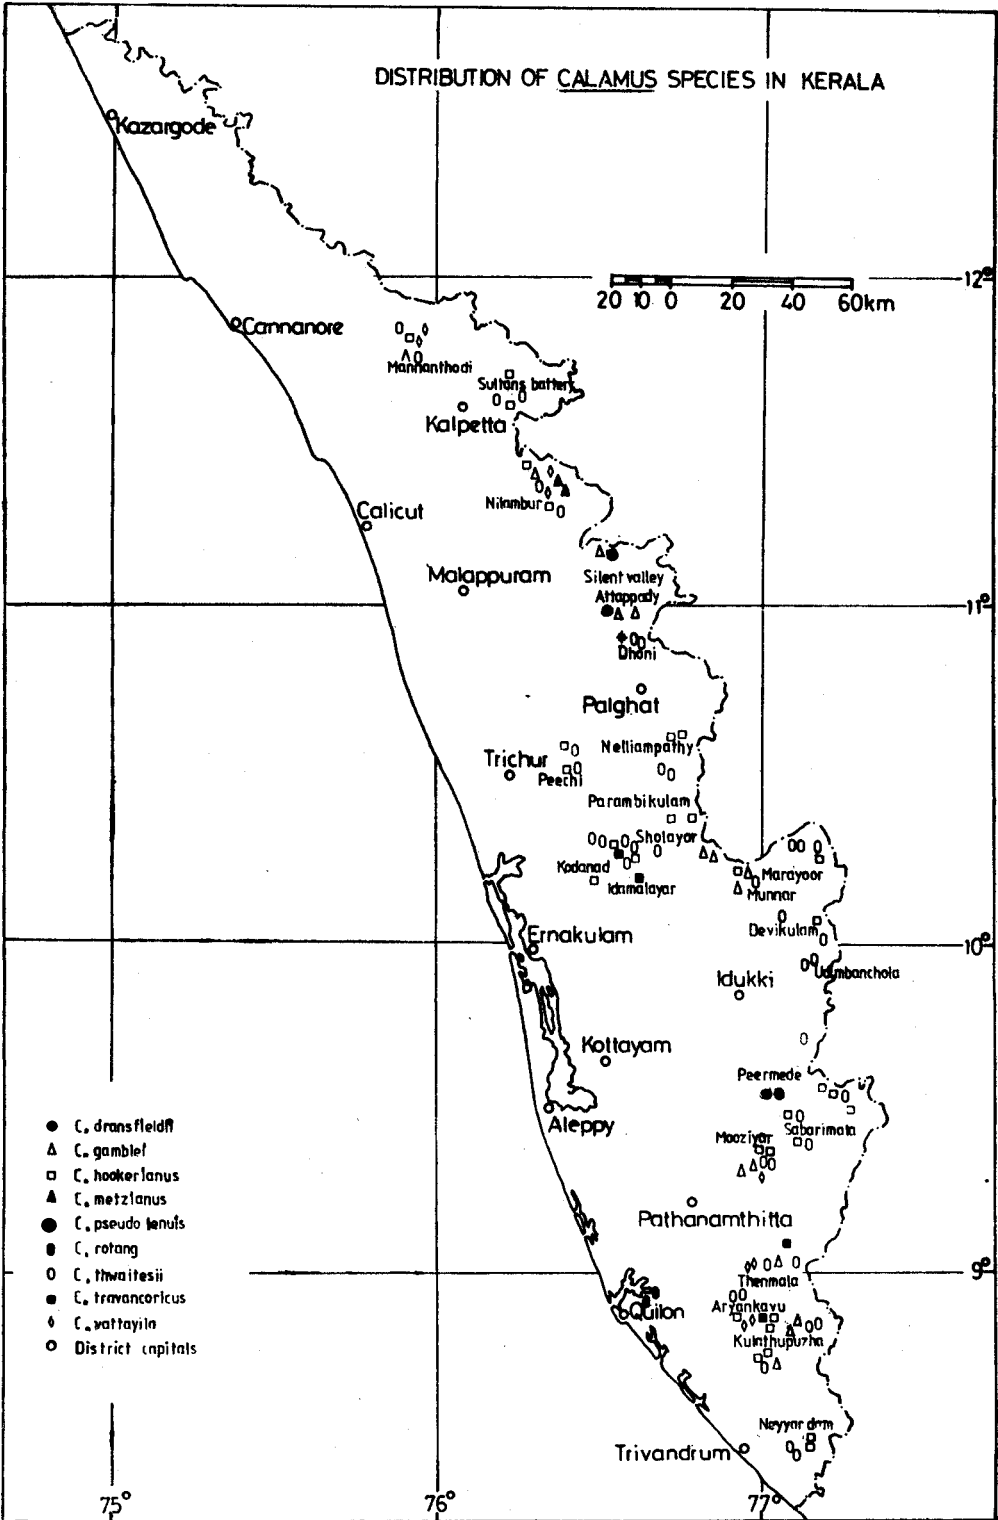 DISTRIBUTION OF CALAMUS SPECIES IN KERALA
Kazargode
12°
20 10 0 20 40 60km
Cannanore
Mannanthodi
Sultans battery
Kalpetta
Nilambur
Calicut
Silent valley
Malappuram
Attappady
11°
Dhoni
Palghat
Nelliampathy
Trichur
Peechi
Parambikulam
Sholayar
Kodanad
Marayoor
Idamalayar
Munnar
Devikulam
Ernakulam
10°
Udumbanchola
Idukki
Kottayam
Peermede
Aleppy
Sabarimala
Mooziyar
Pathanamthitta
9°
Thenmala
Aryankavu
Quilon
Kulathupuzha
Neyyar dam
Trivandrum
C. dransfieldii
C. gamblei
C. hookerianus
C. metzianus
C. pseudo tenuis
C. rotang
C. thwaitesii
C. travancoricus
C. vattayila
District capitals
75° 76° 77°